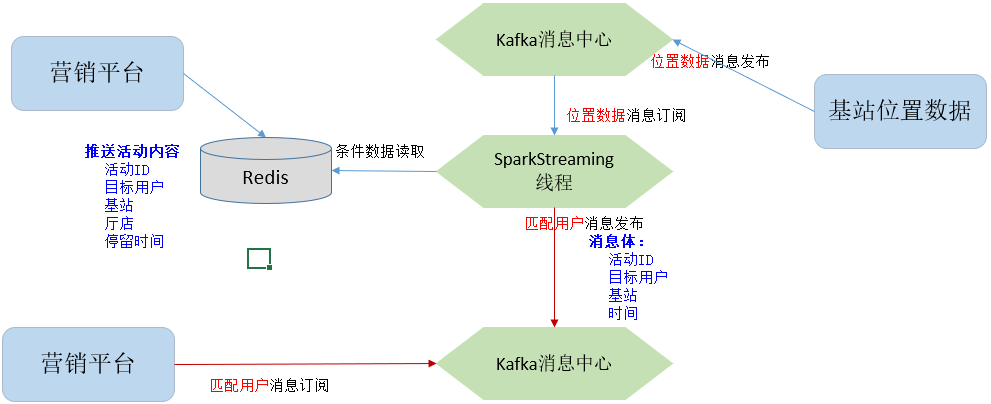 Kafka消息中心
营销平台
位置数据消息发布
基站位置数据
位置数据消息订阅
推送活动内容
活动ID
目标用户
基站
厅店
停留时间
Redis
条件数据读取
SparkStreaming
线程
匹配用户消息发布
消息体：
活动ID
目标用户
基站
时间
营销平台
匹配用户消息订阅
Kafka消息中心